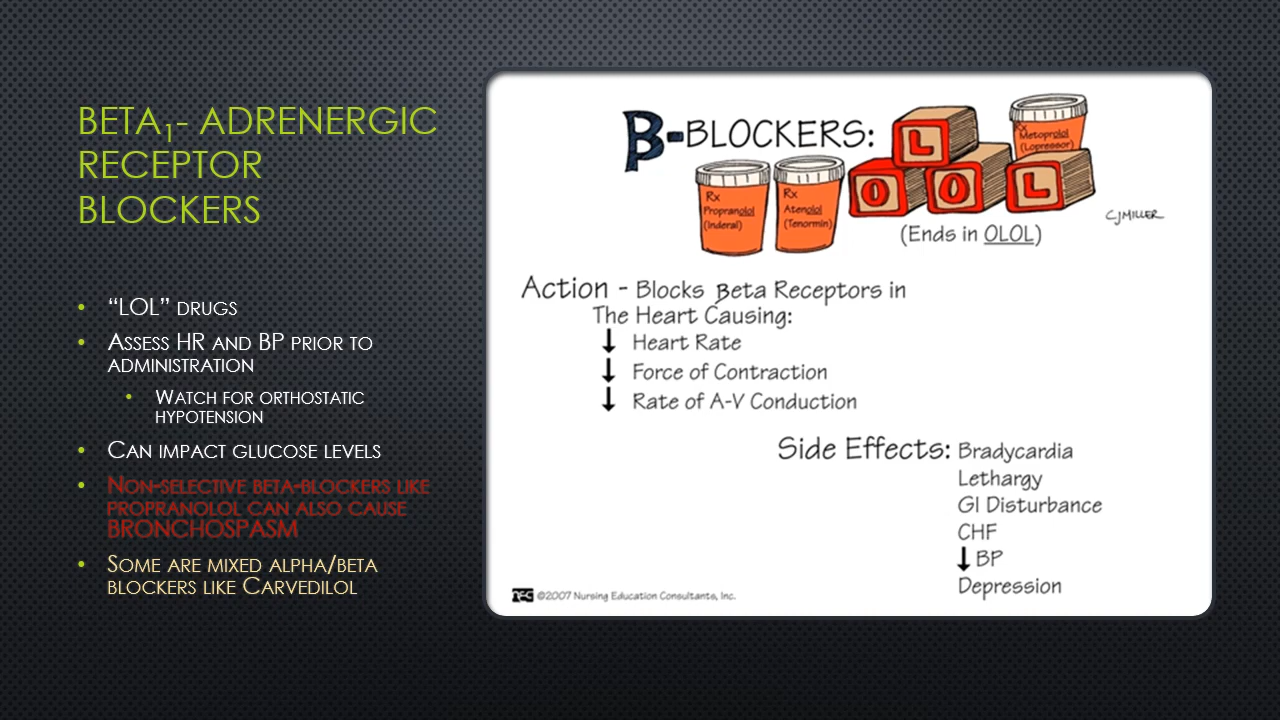 BETA₁- ADRENERGIC
RECEPTOR
BLOCKERS
• “LOL” DRUGS
• ASSESS HR AND BP PRIOR TO
ADMINISTRATION
• WATCH FOR ORTHOSTATIC
HYPOTENSION
• CAN IMPACT GLUCOSE LEVELS
• NON-SELECTIVE BETA-BLOCKERS LIKE
PROPRANOLOL CAN ALSO CAUSE
BRONCHOSPASM
• SOME ARE MIXED ALPHA/BETA
BLOCKERS LIKE CARVEDILOL
β-BLOCKERS:
Rx
Propranolol
(Inderal)
Rx
Atenolol
(Tenormin)
L
O O L
Rx
Metoprolol
(Lopressor)
CJMILLER
(Ends in OLOL)
Action - Blocks Beta Receptors in
The Heart Causing:
↓ Heart Rate
↓ Force of Contraction
↓ Rate of A-V Conduction
Side Effects: Bradycardia
Lethargy
GI Disturbance
CHF
↓ BP
Depression
nec ©2007 Nursing Education Consultants, Inc.